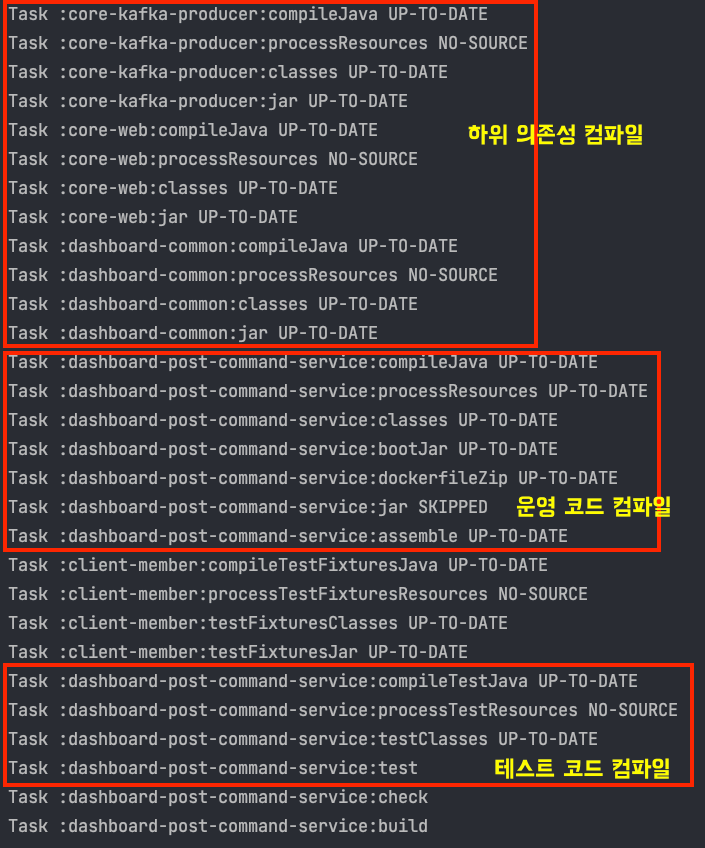 Task :core-kafka-producer:compileJava UP-TO-DATE
Task :core-kafka-producer:processResources NO-SOURCE
Task :core-kafka-producer:classes UP-TO-DATE
Task :core-kafka-producer:jar UP-TO-DATE
Task :core-web:compileJava UP-TO-DATE
하위 의존성 컴파일
Task :core-web:processResources NO-SOURCE
Task :core-web:classes UP-TO-DATE
Task :core-web:jar UP-TO-DATE
Task :dashboard-common:compileJava UP-TO-DATE
Task :dashboard-common:processResources NO-SOURCE
Task :dashboard-common:classes UP-TO-DATE
Task :dashboard-common:jar UP-TO-DATE
Task :dashboard-post-command-service:compileJava UP-TO-DATE
Task :dashboard-post-command-service:processResources UP-TO-DATE
Task :dashboard-post-command-service:classes UP-TO-DATE
Task :dashboard-post-command-service:bootJar UP-TO-DATE
Task :dashboard-post-command-service:dockerfileZip UP-TO-DATE
Task :dashboard-post-command-service:jar SKIPPED
운영 코드 컴파일
Task :dashboard-post-command-service:assemble UP-TO-DATE
Task :client-member:compileTestFixturesJava UP-TO-DATE
Task :client-member:processTestFixturesResources NO-SOURCE
Task :client-member:testFixturesClasses UP-TO-DATE
Task :client-member:testFixturesJar UP-TO-DATE
Task :dashboard-post-command-service:compileTestJava UP-TO-DATE
Task :dashboard-post-command-service:processTestResources NO-SOURCE
Task :dashboard-post-command-service:testClasses UP-TO-DATE
Task :dashboard-post-command-service:test
테스트 코드 컴파일
Task :dashboard-post-command-service:check
Task :dashboard-post-command-service:build